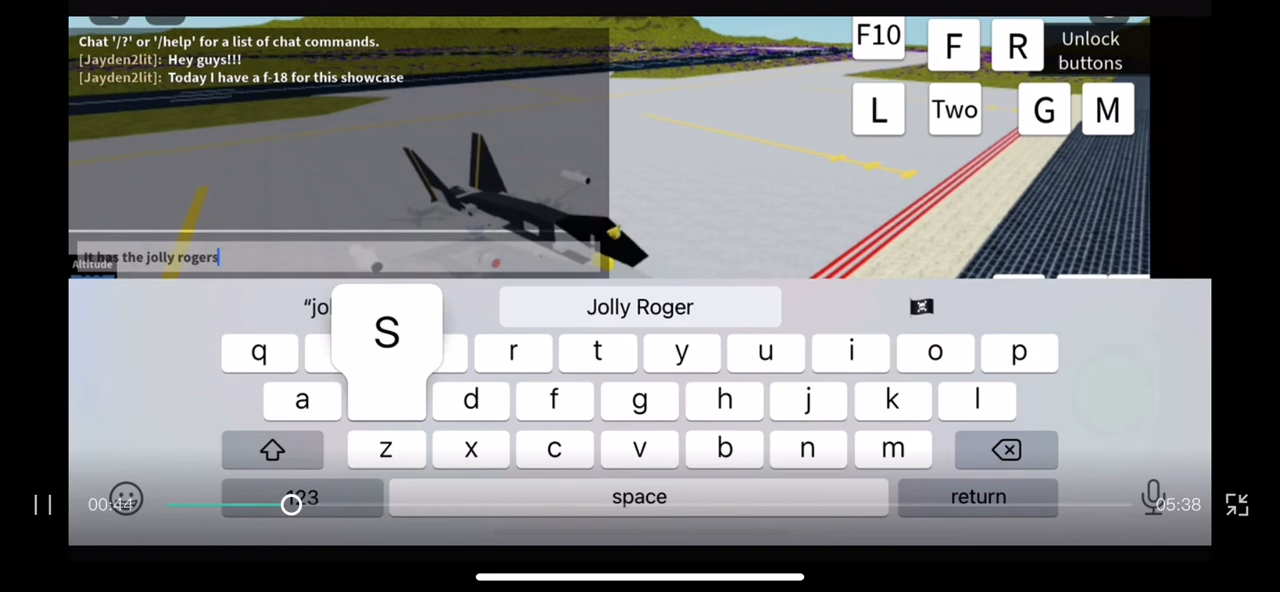 Chat '/?' or '/help' for a list of chat commands.
[Jayden2lit]: Hey guys!!!
[Jayden2lit]: Today I have a f-18 for this showcase
F10
F
R
Unlock
buttons
L
Two
G
M
It has the jolly rogers
Altitude
“jol
Jolly Roger
S
q
r
t
y
u
i
o
p
a
d
f
g
h
j
k
l
z
x
c
v
b
n
m
00:44
123
space
return
05:38